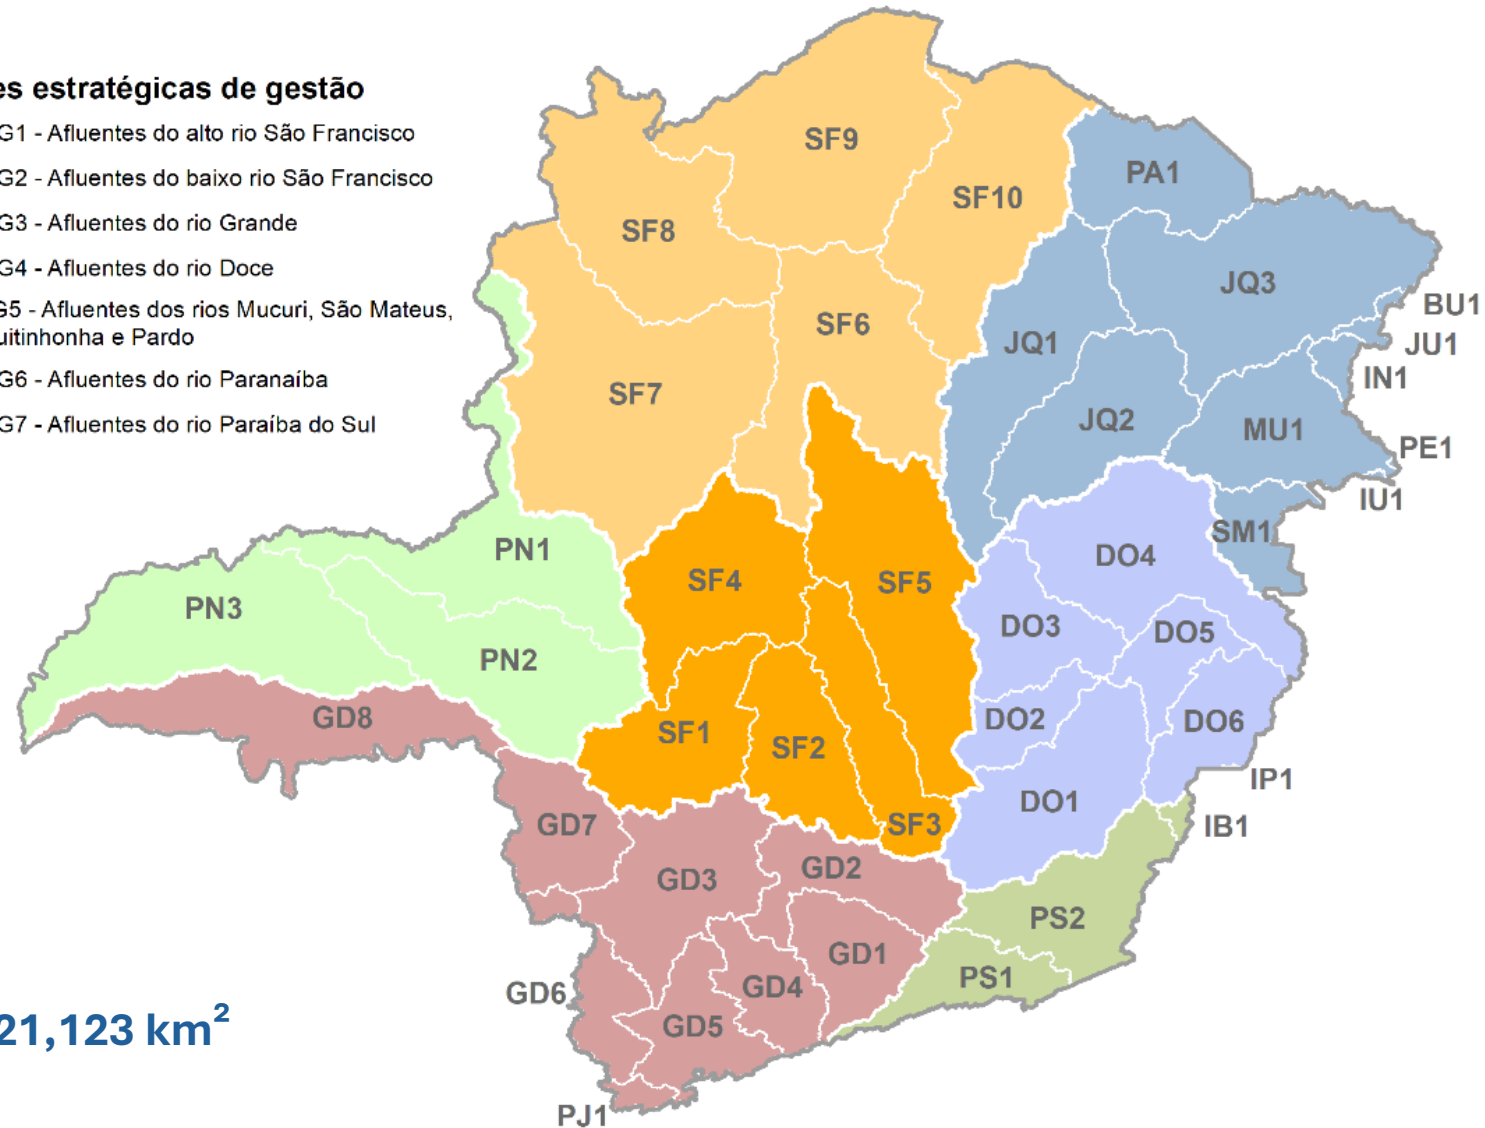 es estratégicas de gestão
G1 - Afluentes do alto rio São Francisco
G2 - Afluentes do baixo rio São Francisco
G3 - Afluentes do rio Grande
G4 - Afluentes do rio Doce
G5 - Afluentes dos rios Mucuri, São Mateus,
uitinhonha e Pardo
G6 - Afluentes do rio Paranaíba
G7 - Afluentes do rio Paraíba do Sul
SF9
PA1
SF10
SF8
JQ3
BU1
SF6
JQ1
JU1
IN1
SF7
JQ2
MU1
PE1
IU1
SM1
PN1
DO4
SF4
SF5
PN3
DO3
DO5
PN2
GD8
SF1
SF2
DO2
DO6
IP1
DO1
GD7
SF3
IB1
GD3
GD2
PS2
GD1
PS1
GD4
GD6
GD5
21,123 km²
PJ1